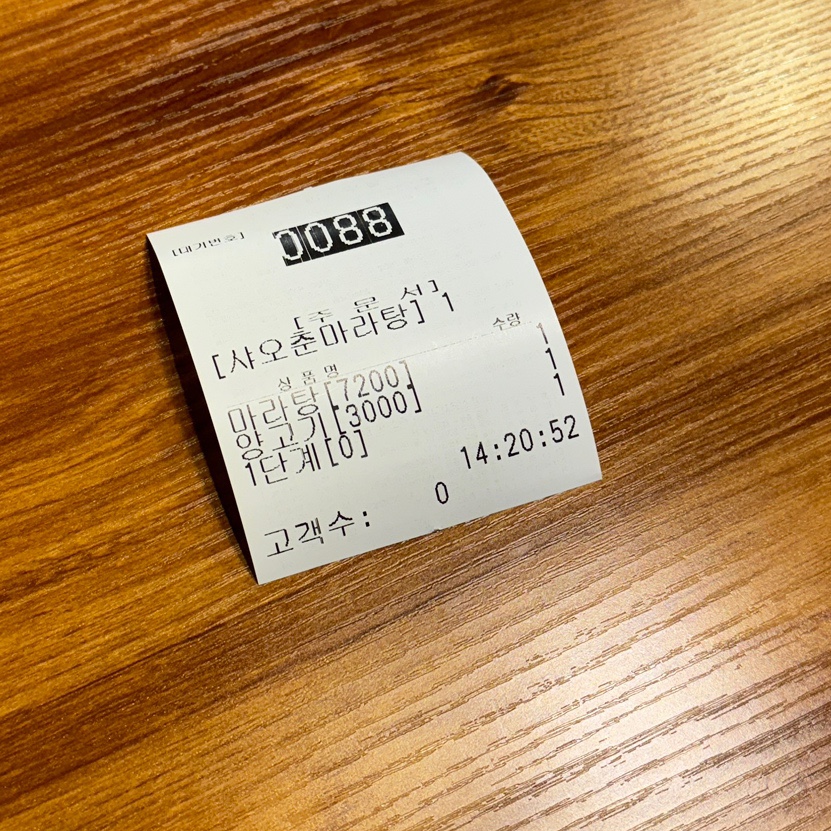 [대기번호] 0088
[주 문 서]
[샤오춘마라탕] 1
상 품 명 수량
마라탕[7200] 1
양고기[3000] 1
1단계[0] 1
14:20:52
고객수: 0